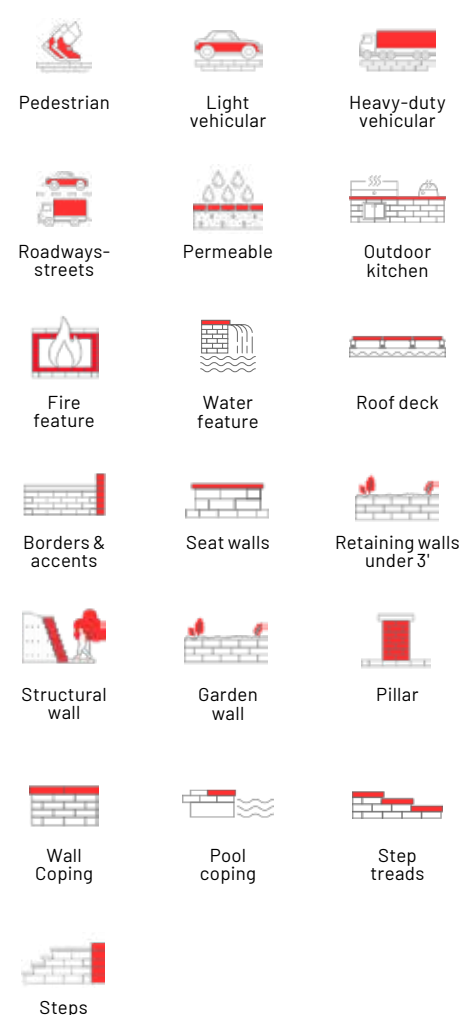 Pedestrian
Light
vehicular
Heavy-duty
vehicular
Roadways-
streets
Permeable
Outdoor
kitchen
Fire
feature
Water
feature
Roof deck
Borders &
accents
Seat walls
Retaining walls
under 3'
Structural
wall
Garden
wall
Pillar
Wall
Coping
Pool
coping
Step
treads
Steps